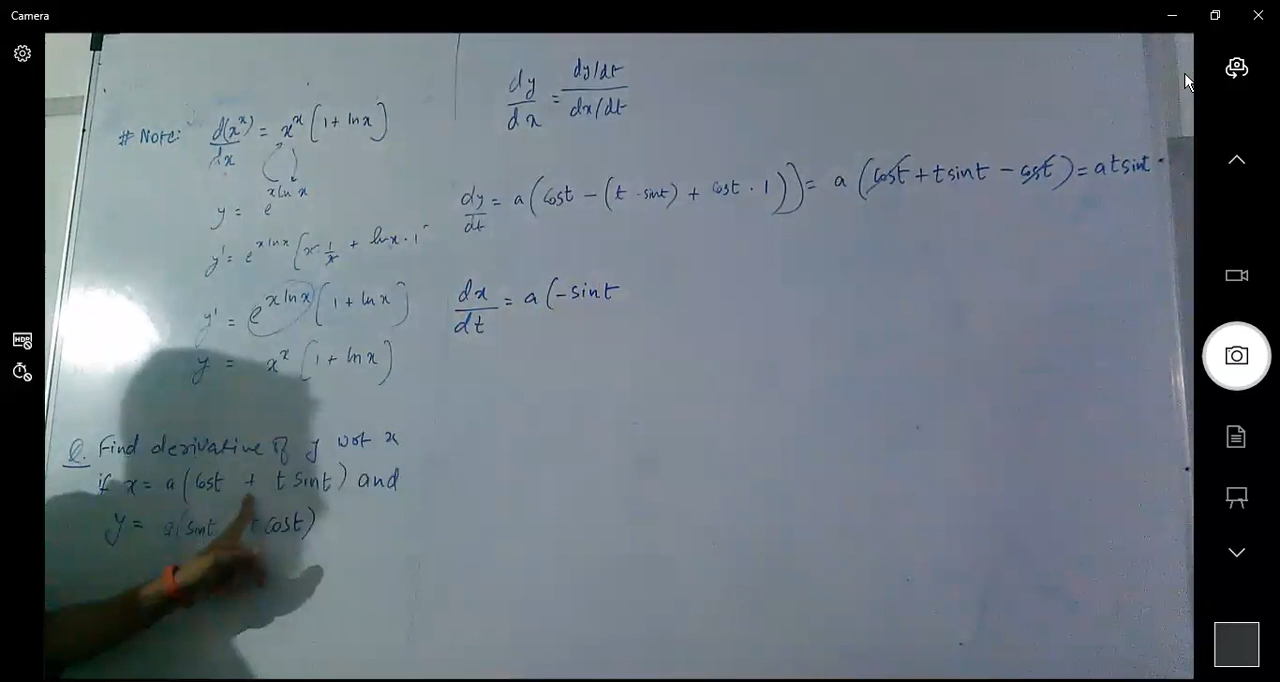 Camera
# Note: d(x^x)/dx = x^x [1 + ln x]
x ln x
y = e^(x ln x)
y' = e^(x ln x) [x · 1/x + ln x · 1]
y' = e^(x ln x) [1 + ln x]
y = x^x [1 + ln x]
Q. Find derivative of y wrt x
if x = a(cost + t sint) and
y = a(sint t cost)
dy/dx = (dy/dt)/(dx/dt)
dy/dt = a(cost - (t · -sint) + cost · 1)) = a(cost + t sint - cost) = a t sint
dx/dt = a(-sint